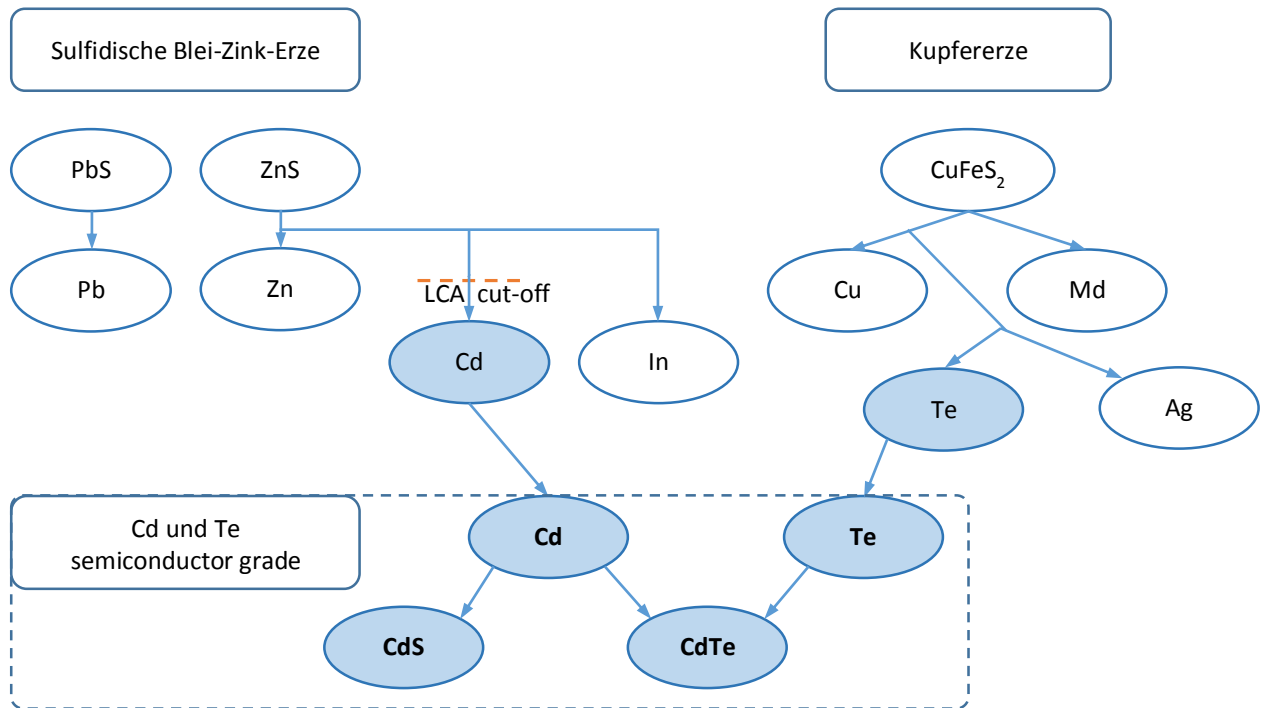 Sulfidische Blei-Zink-Erze
Kupfererze
PbS
ZnS
CuFeS₂
Pb
Zn
Cu
Md
LCA cut-off
Cd
In
Te
Ag
Cd und Te
semiconductor grade
Cd
Te
CdS
CdTe